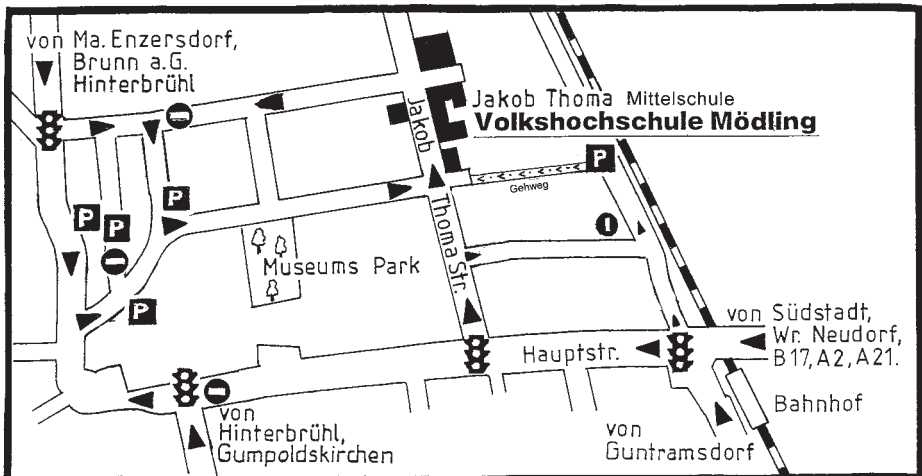 von Ma. Enzersdorf,
Brunn a.G.
Hinterbrühl
Jakob Thoma Mittelschule
Volkshochschule Mödling
Jakob
Thoma Str.
P
Gehweg
P
P
P
P
Museums Park
von Südstadt,
Wr. Neudorf,
B17, A2, A21.
Hauptstr.
Bahnhof
von
Hinterbrühl,
Gumpoldskirchen
von
Guntramsdorf